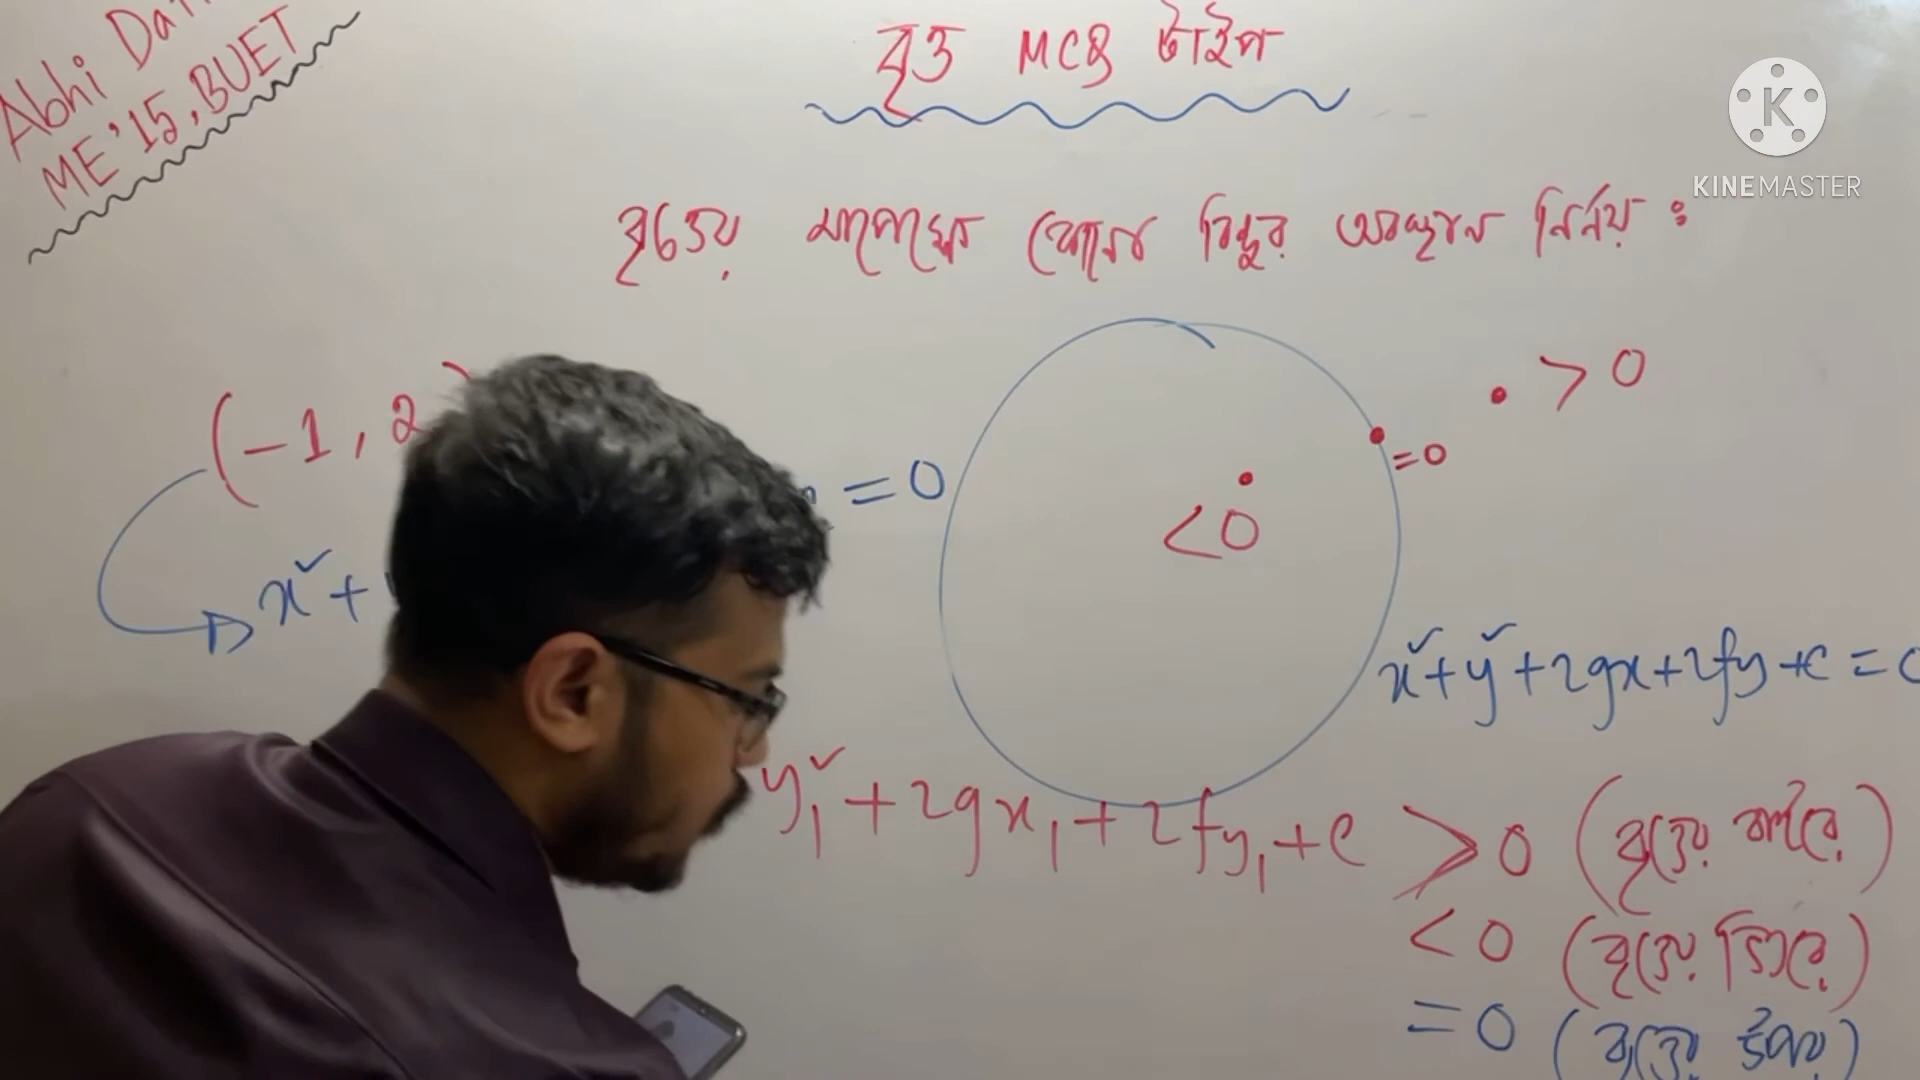 Abhi
ME'15, BUET
বৃত্ত MCQ টাইপ
KINEMASTER
বৃত্তের সাপেক্ষে কোনো বিন্দুর অবস্থান নির্ণয় :
(-1, 2
= 0
> 0
= 0
< 0
x² +
x² + y² + 2gx + 2fy + c = 0
y₁² + 2gx₁ + 2fy₁ + c > 0 (বৃত্তের বাইরে)
< 0 (বৃত্তের ভিতরে)
= 0 (বৃত্তের উপর)